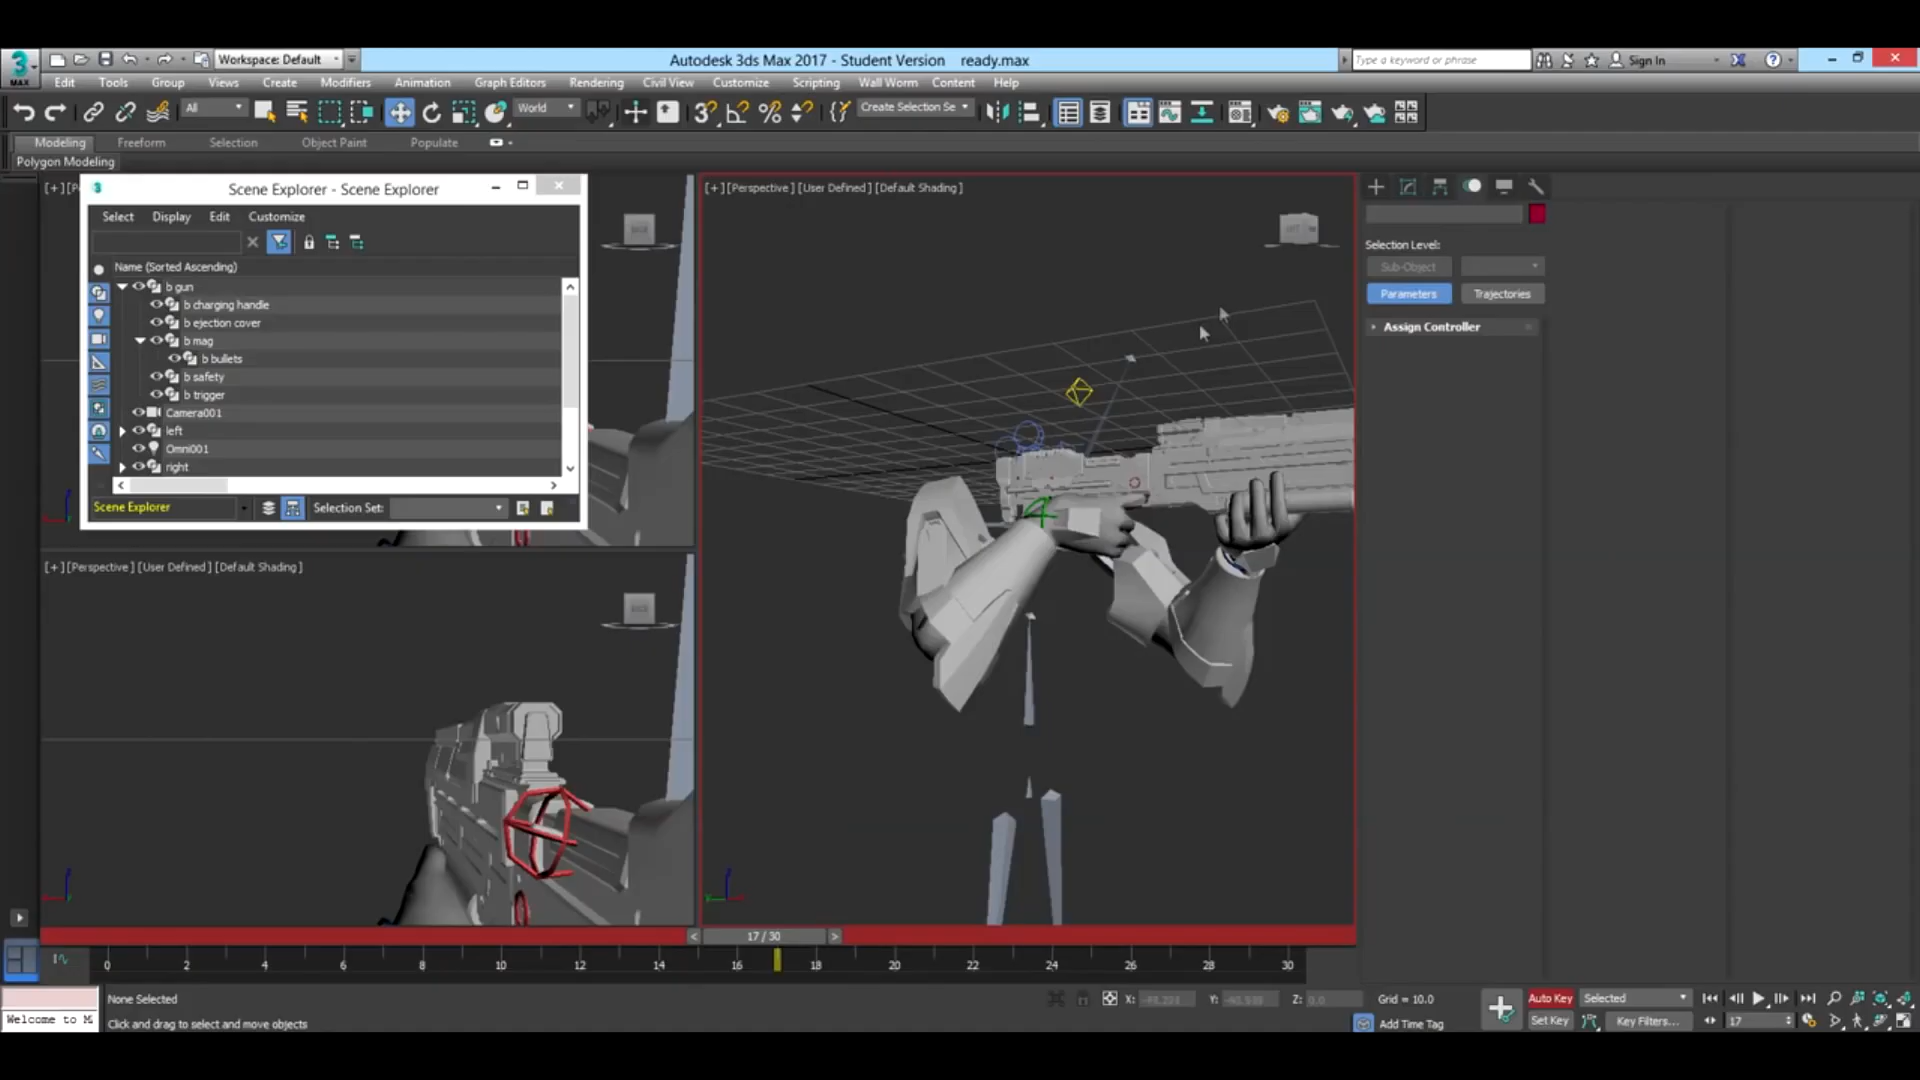 3
MAX
Workspace: Default
Autodesk 3ds Max 2017 - Student Version    ready.max
Type a keyword or phrase
Sign In
Edit
Tools
Group
Views
Create
Modifiers
Animation
Graph Editors
Rendering
Civil View
Customize
Scripting
Wall Worm
Content
Help
All
World
Create Selection Se
Modeling
Freeform
Selection
Object Paint
Populate
Polygon Modeling
Scene Explorer - Scene Explorer
Select
Display
Edit
Customize
Name (Sorted Ascending)
b gun
b charging handle
b ejection cover
b mag
b bullets
b safety
b trigger
Camera001
left
Omni001
right
Scene Explorer
Selection Set:
[+] [Perspective] [User Defined] [Default Shading]
[+] [Perspective] [User Defined] [Default Shading]
Selection Level:
Sub-Object
Parameters
Trajectories
Assign Controller
< 17 / 30 >
0 2 4 6 8 10 12 14 16 18 20 22 24 26 28 30
None Selected
X:
Y:
Z: 0.0
Grid = 10.0
Auto Key
Selected
Welcome to M
Click and drag to select and move objects
Add Time Tag
Set Key
Key Filters...
17